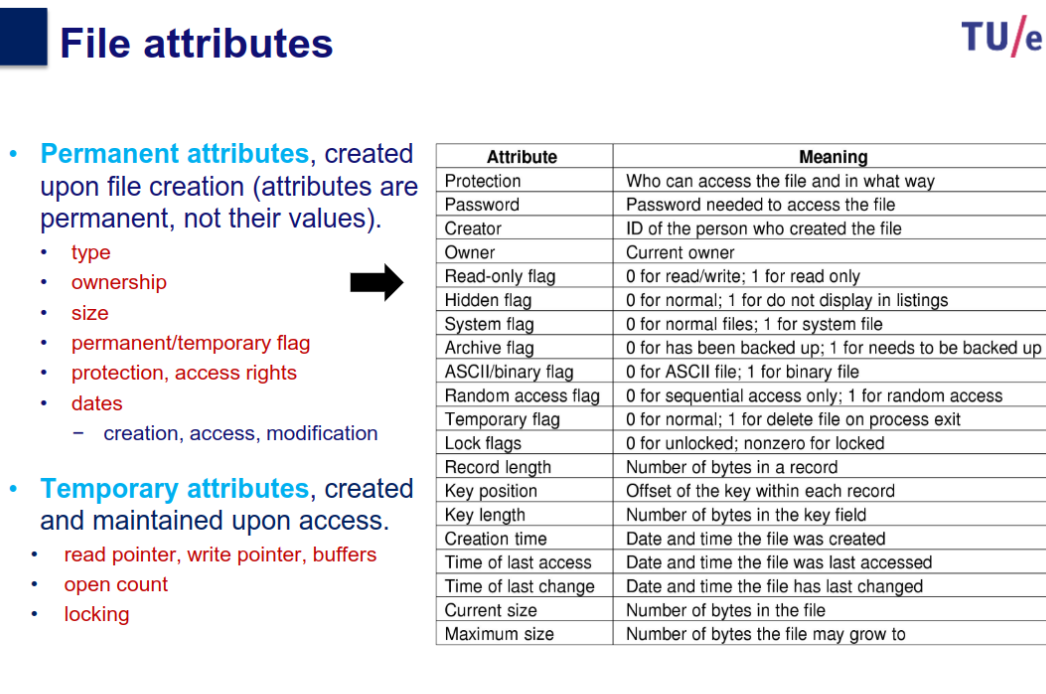 File attributes
TU/e
• Permanent attributes, created
upon file creation (attributes are
permanent, not their values).
• type
• ownership
• size
• permanent/temporary flag
• protection, access rights
• dates
– creation, access, modification
• Temporary attributes, created
and maintained upon access.
• read pointer, write pointer, buffers
• open count
• locking
Attribute Meaning
Protection Who can access the file and in what way
Password Password needed to access the file
Creator ID of the person who created the file
Owner Current owner
Read-only flag 0 for read/write; 1 for read only
Hidden flag 0 for normal; 1 for do not display in listings
System flag 0 for normal files; 1 for system file
Archive flag 0 for has been backed up; 1 for needs to be backed up
ASCII/binary flag 0 for ASCII file; 1 for binary file
Random access flag 0 for sequential access only; 1 for random access
Temporary flag 0 for normal; 1 for delete file on process exit
Lock flags 0 for unlocked; nonzero for locked
Record length Number of bytes in a record
Key position Offset of the key within each record
Key length Number of bytes in the key field
Creation time Date and time the file was created
Time of last access Date and time the file was last accessed
Time of last change Date and time the file has last changed
Current size Number of bytes in the file
Maximum size Number of bytes the file may grow to